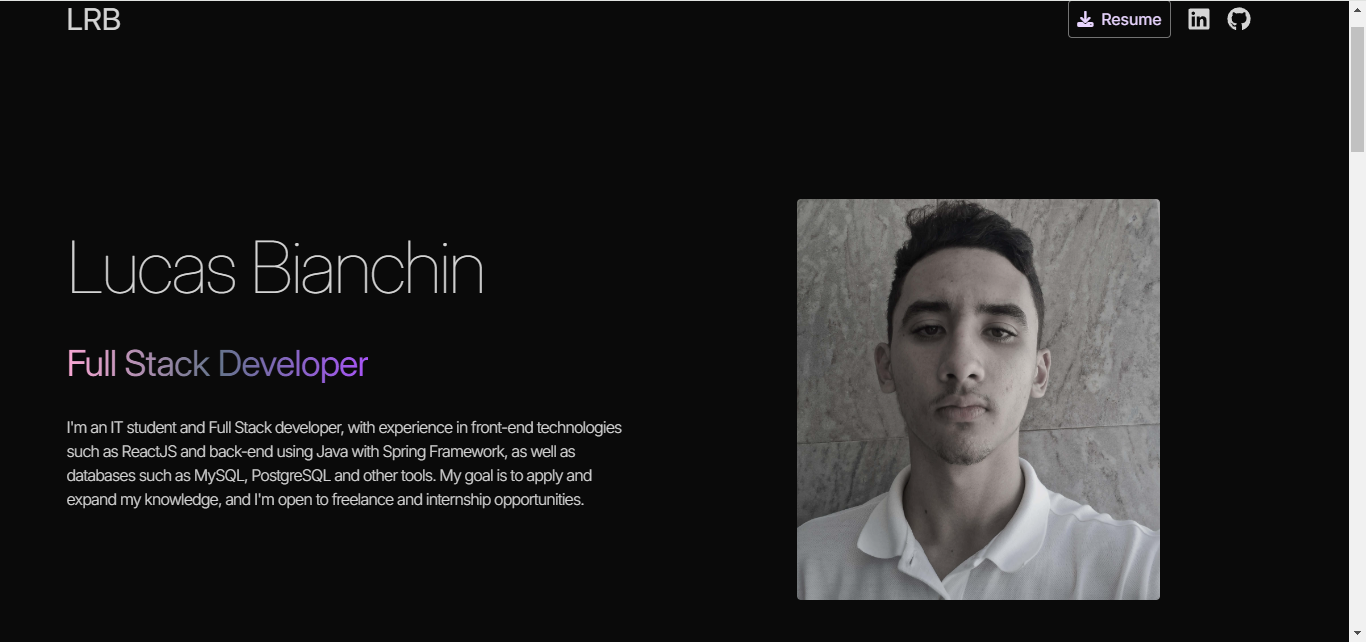 LRB
Resume
Lucas Bianchin
Full Stack Developer
I'm an IT student and Full Stack developer, with experience in front-end technologies
such as ReactJS and back-end using Java with Spring Framework, as well as
databases such as MySQL, PostgreSQL and other tools. My goal is to apply and
expand my knowledge, and I'm open to freelance and internship opportunities.